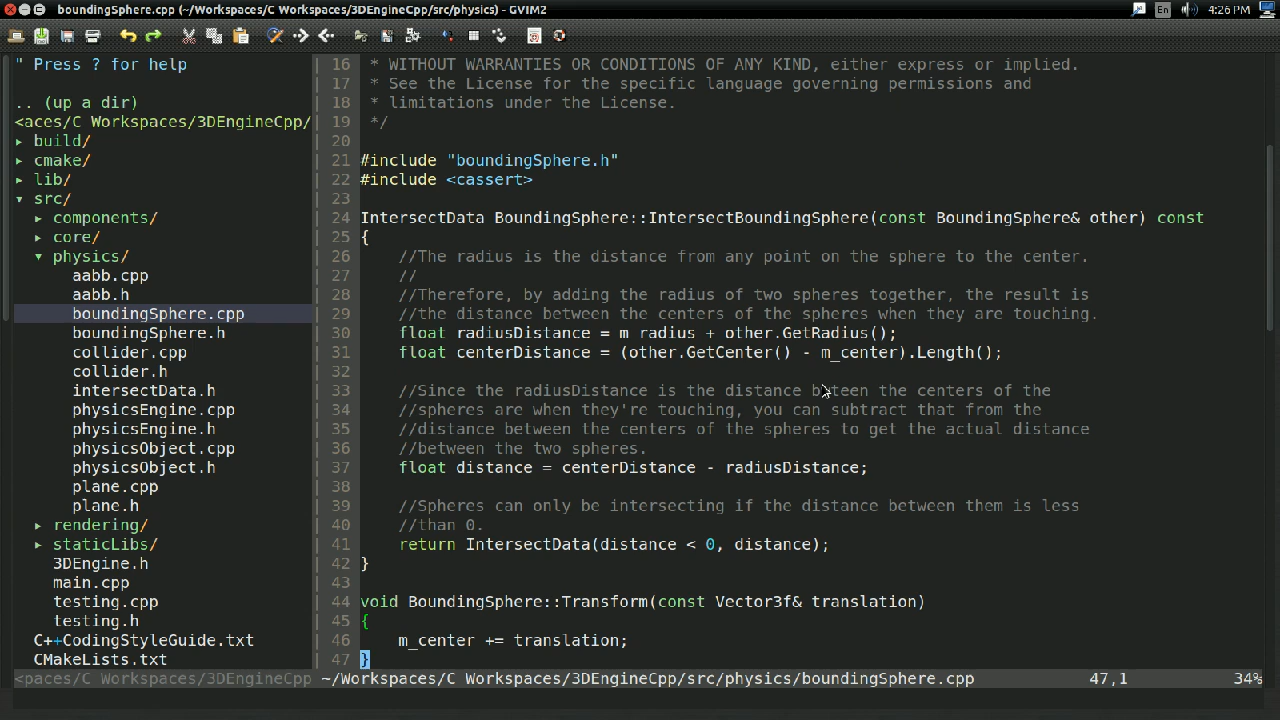 boundingSphere.cpp (~/Workspaces/C Workspaces/3DEngineCpp/src/physics) - GVIM2
En 4:26 PM
" Press ? for help
.. (up a dir)
<aces/C Workspaces/3DEngineCpp/
▸ build/
▸ cmake/
▸ lib/
▾ src/
▸ components/
▸ core/
▾ physics/
aabb.cpp
aabb.h
boundingSphere.cpp
boundingSphere.h
collider.cpp
collider.h
intersectData.h
physicsEngine.cpp
physicsEngine.h
physicsObject.cpp
physicsObject.h
plane.cpp
plane.h
▸ rendering/
▸ staticLibs/
3DEngine.h
main.cpp
testing.cpp
testing.h
C++CodingStyleGuide.txt
CMakeLists.txt
16 * WITHOUT WARRANTIES OR CONDITIONS OF ANY KIND, either express or implied.
17 * See the License for the specific language governing permissions and
18 * limitations under the License.
19 */
20
21 #include "boundingSphere.h"
22 #include <cassert>
23
24 IntersectData BoundingSphere::IntersectBoundingSphere(const BoundingSphere& other) const
25 {
26 //The radius is the distance from any point on the sphere to the center.
27 //
28 //Therefore, by adding the radius of two spheres together, the result is
29 //the distance between the centers of the spheres when they are touching.
30 float radiusDistance = m_radius + other.GetRadius();
31 float centerDistance = (other.GetCenter() - m_center).Length();
32
33 //Since the radiusDistance is the distance between the centers of the
34 //spheres are when they're touching, you can subtract that from the
35 //distance between the centers of the spheres to get the actual distance
36 //between the two spheres.
37 float distance = centerDistance - radiusDistance;
38
39 //Spheres can only be intersecting if the distance between them is less
40 //than 0.
41 return IntersectData(distance < 0, distance);
42 }
43
44 void BoundingSphere::Transform(const Vector3f& translation)
45 {
46 m_center += translation;
47 }
<paces/C Workspaces/3DEngineCpp ~/Workspaces/C Workspaces/3DEngineCpp/src/physics/boundingSphere.cpp 47,1 34%